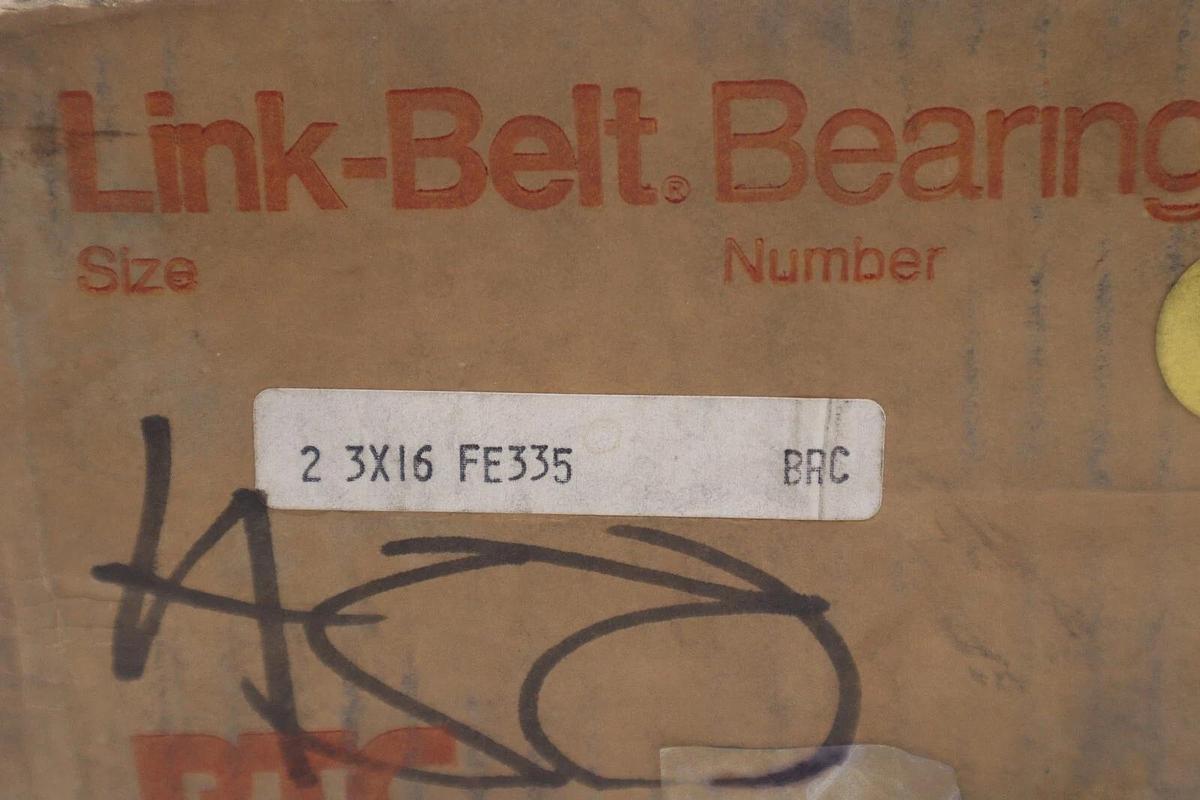 Link-Belt® Bearing
Size Number
2 3X16 FE335 BRC